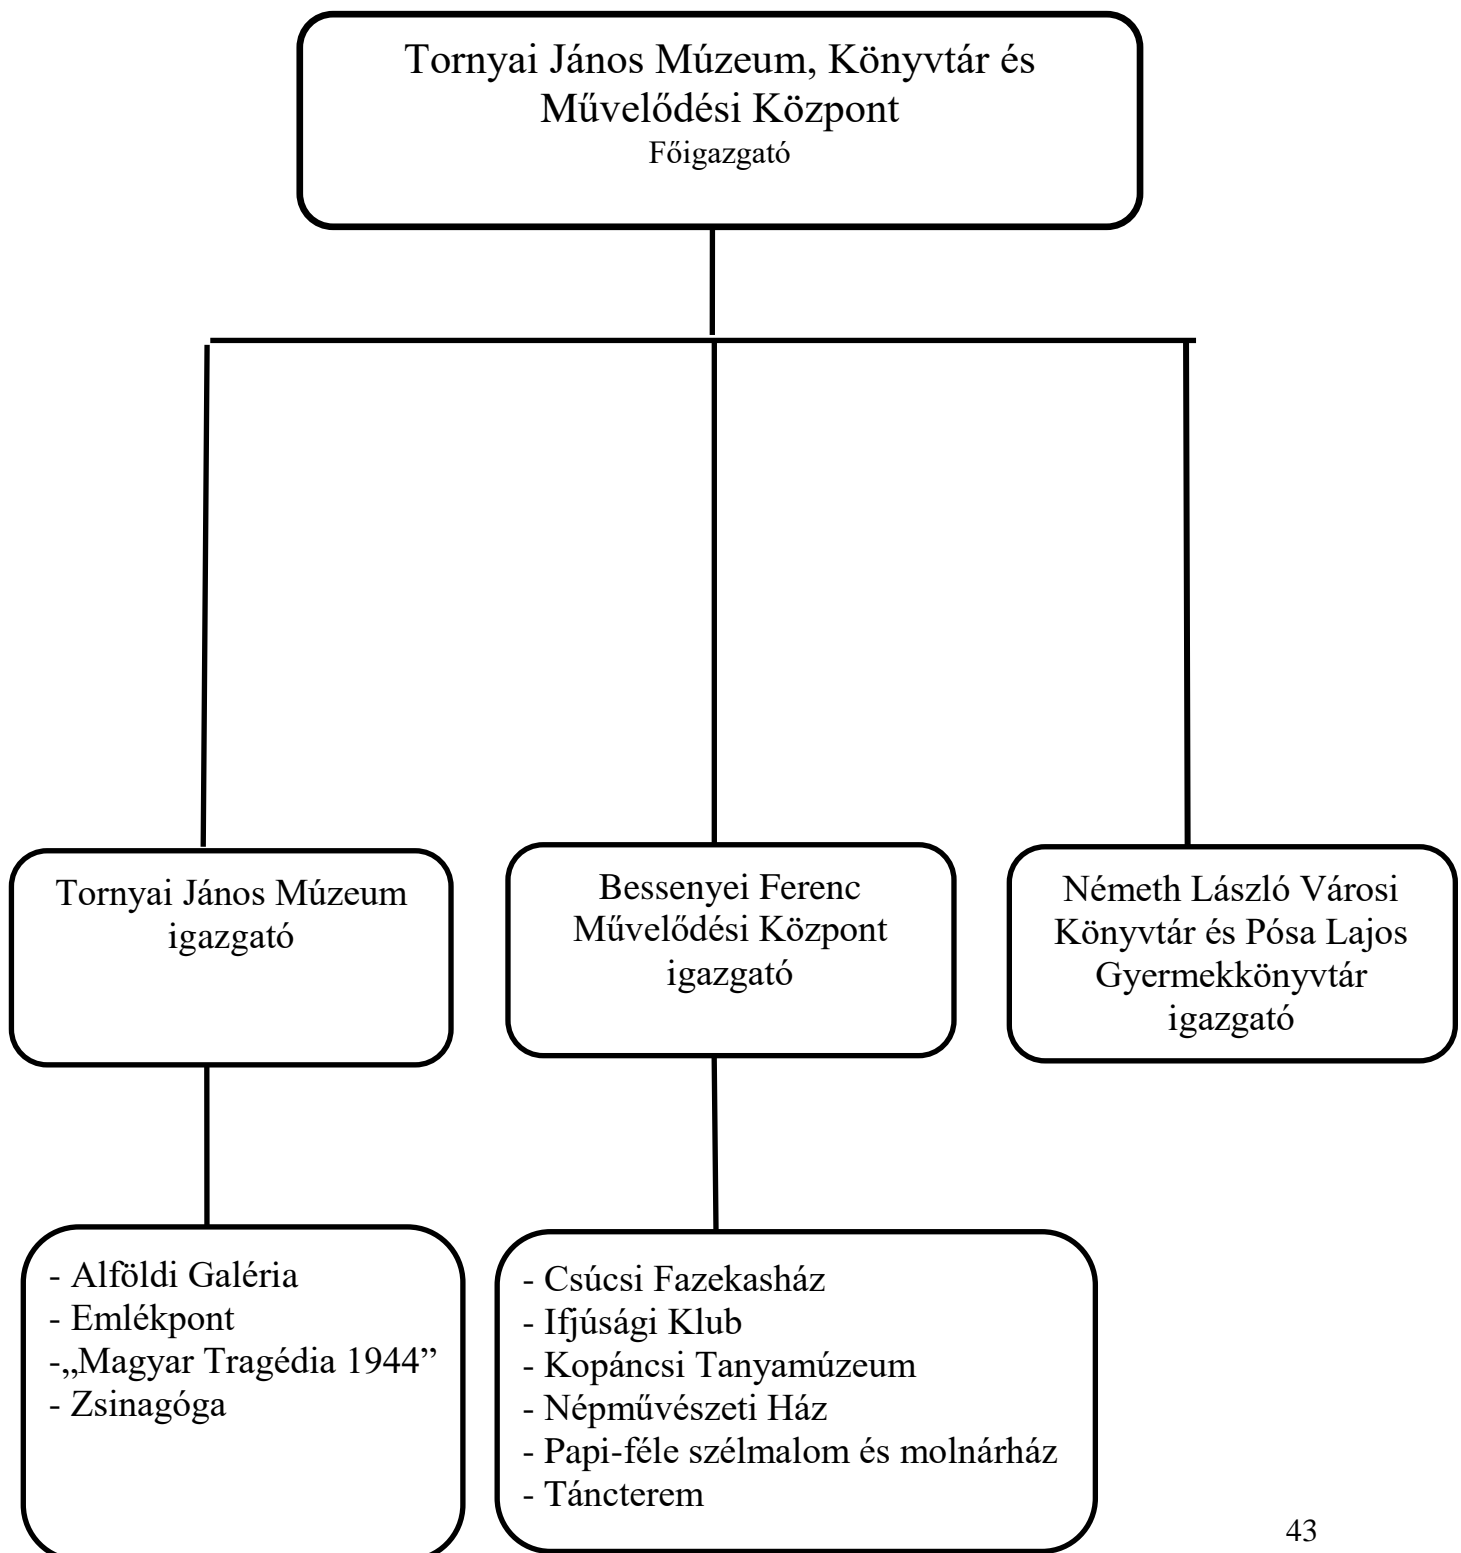 Tornyai János Múzeum, Könyvtár és
Művelődési Központ
Főigazgató
Tornyai János Múzeum
igazgató
Bessenyei Ferenc
Művelődési Központ
igazgató
Németh László Városi
Könyvtár és Pósa Lajos
Gyermekkönyvtár
igazgató
- Alföldi Galéria
- Emlékpont
-„Magyar Tragédia 1944”
- Zsinagóga
- Csúcsi Fazekasház
- Ifjúsági Klub
- Kopáncsi Tanyamúzeum
- Népművészeti Ház
- Papi-féle szélmalom és molnárház
- Táncterem
43